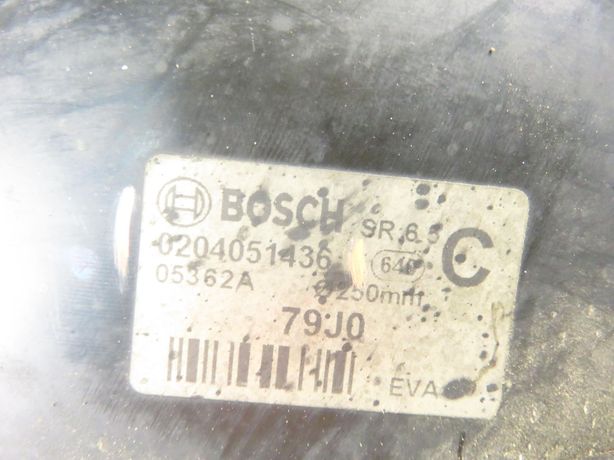 BOSCH SR 6.5 C
0204051436 640
05362A Ø250mm
79J0
EVA